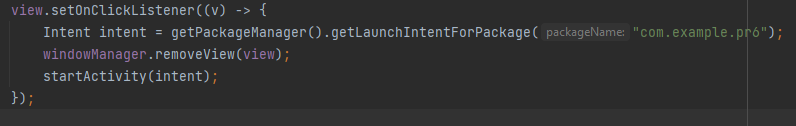 view.setOnClickListener((v) -> {
    Intent intent = getPackageManager().getLaunchIntentForPackage( packageName: "com.example.pró");
    windowManager.removeView(view);
    startActivity(intent);
});